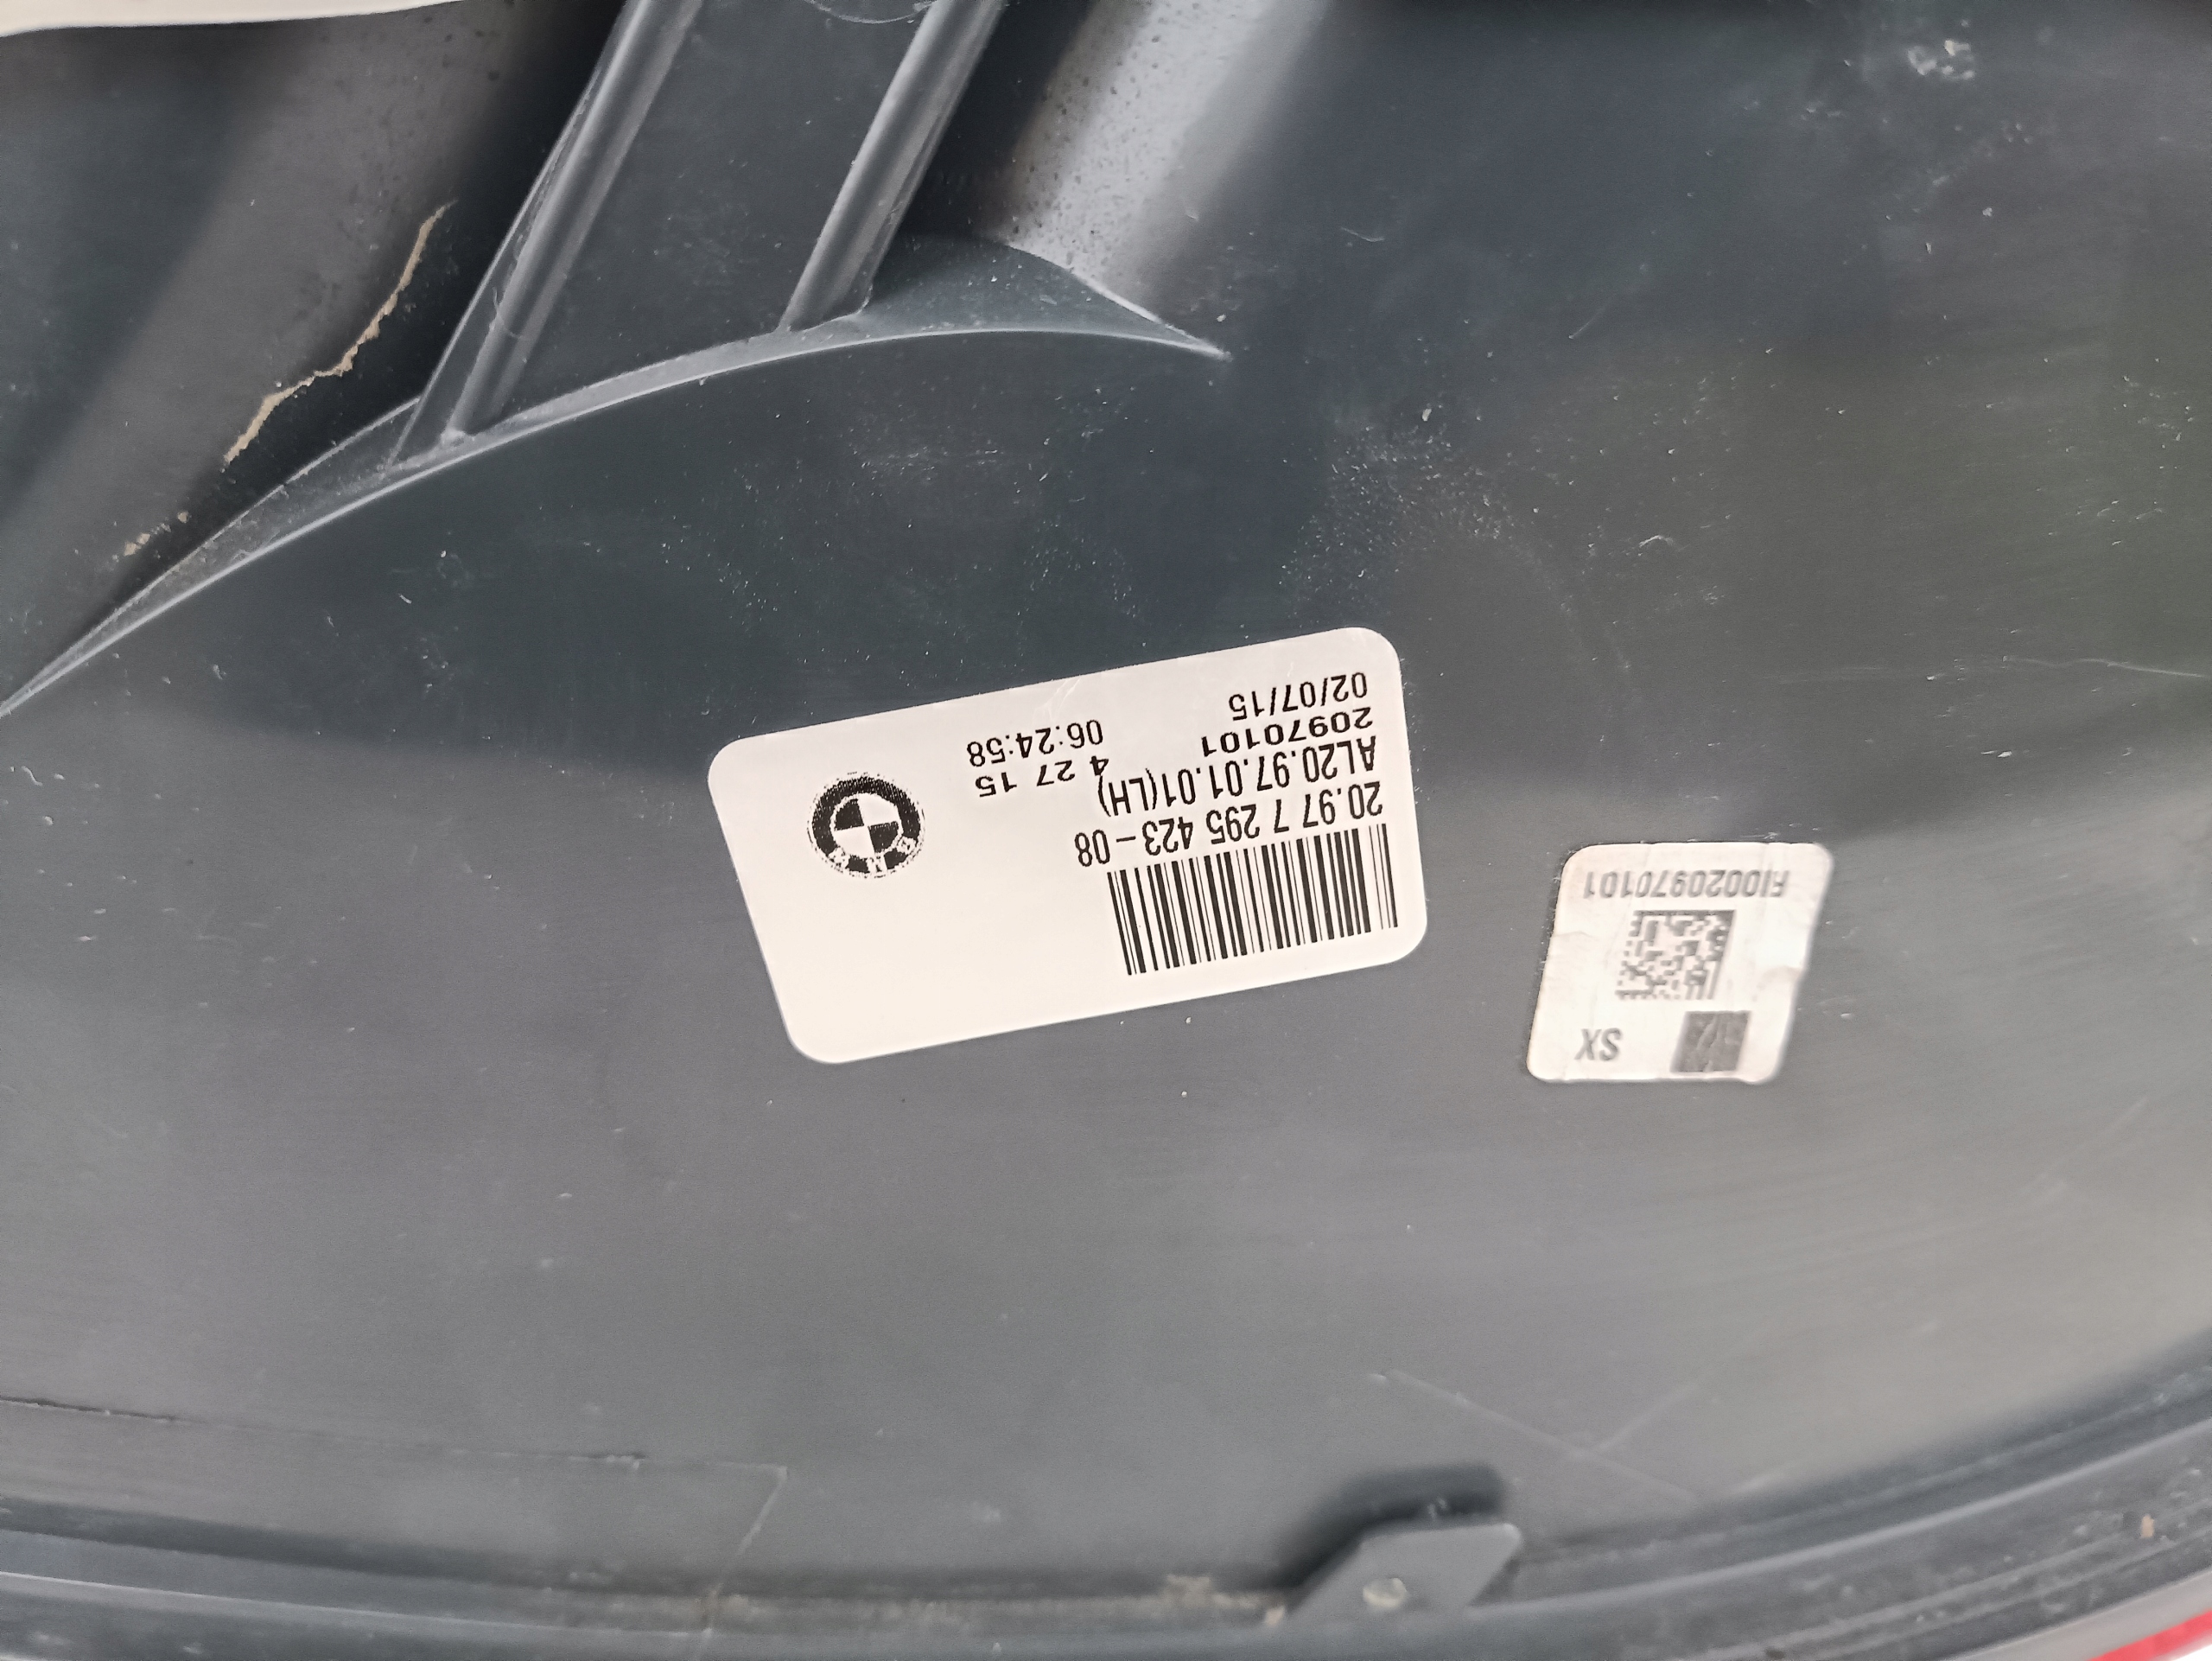 20.97 7 295 423-08
AL20.97.01.01(LH)
20970101
4 27 15
02/07/15
06:24:58
BMW
SX
FI0020970101